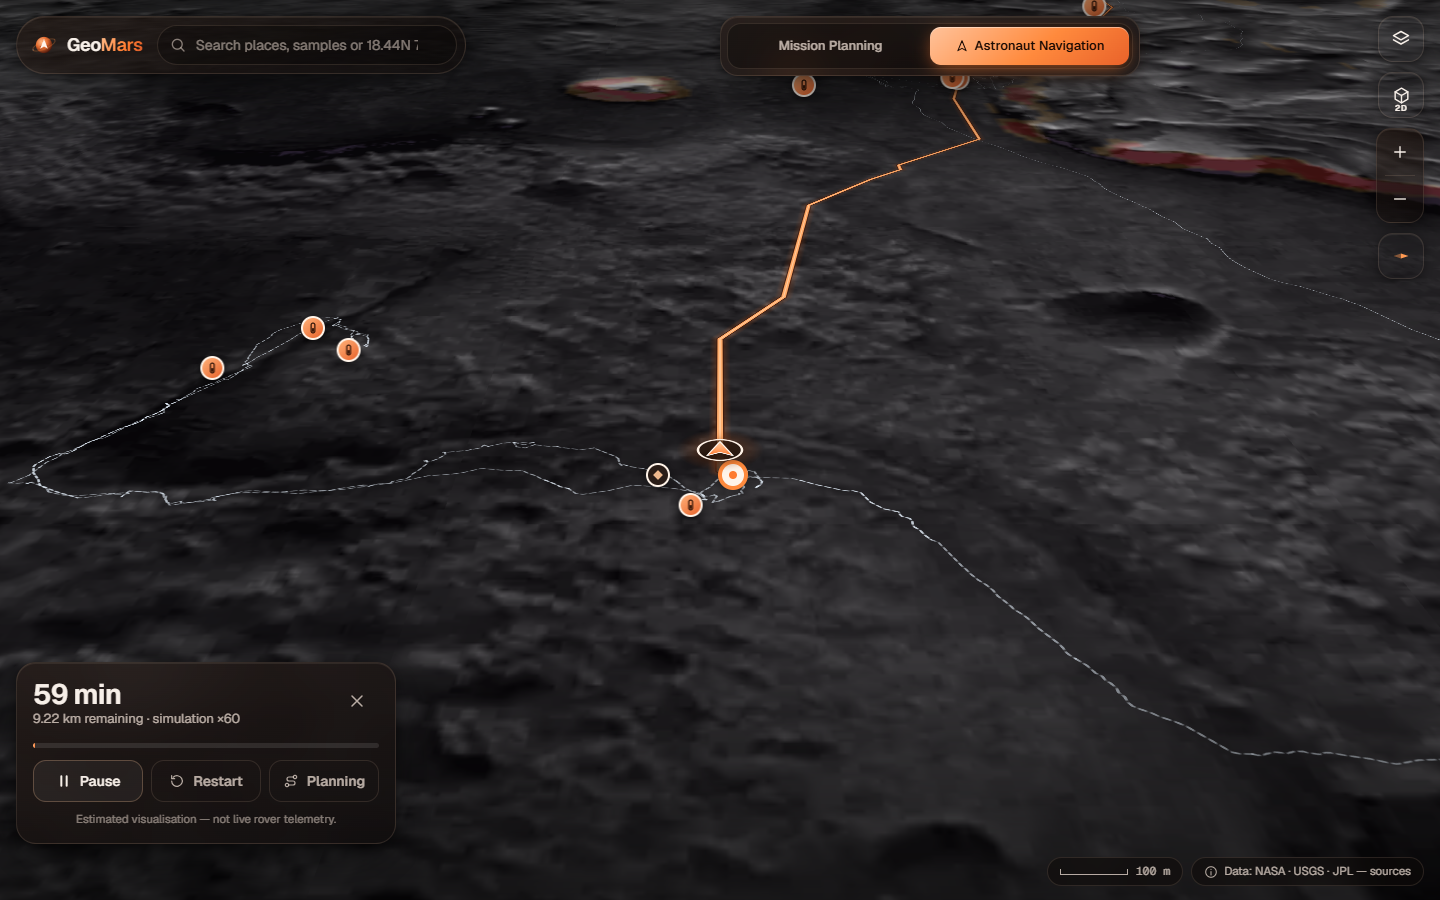 GeoMars
Search places, samples or 18.44N 7
Mission Planning
Astronaut Navigation
2D
59 min
9.22 km remaining · simulation ×60
Pause
Restart
Planning
Estimated visualisation — not live rover telemetry.
100 m
Data: NASA · USGS · JPL — sources